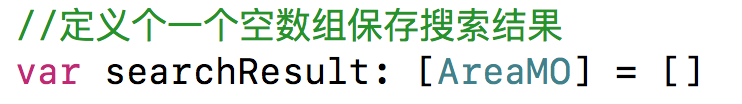 //定义个一个空数组保存搜索结果
var searchResult: [AreaMO] = []